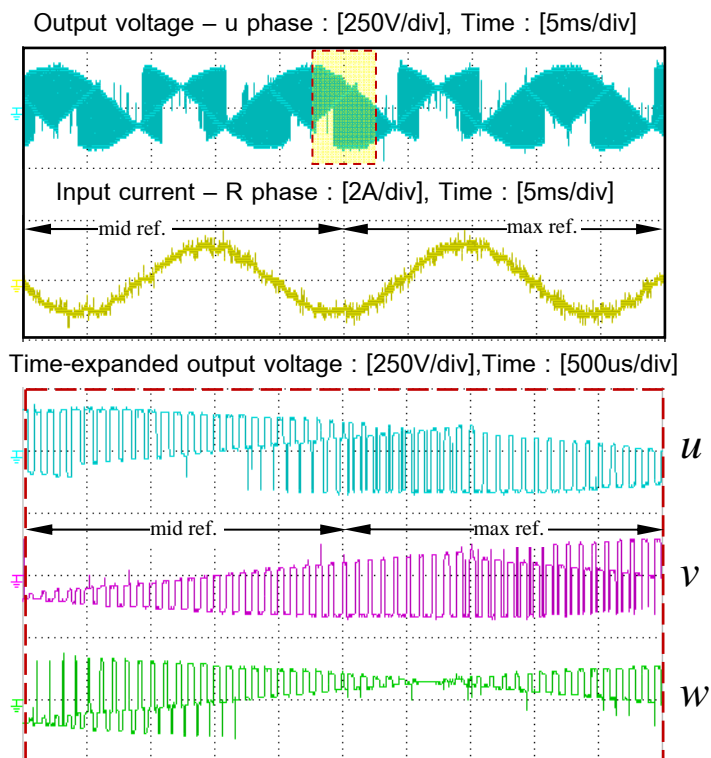 Output voltage – u phase : [250V/div], Time : [5ms/div]
Input current – R phase : [2A/div], Time : [5ms/div]
mid ref. max ref.
Time-expanded output voltage : [250V/div],Time : [500us/div]
u
mid ref. max ref.
v
w